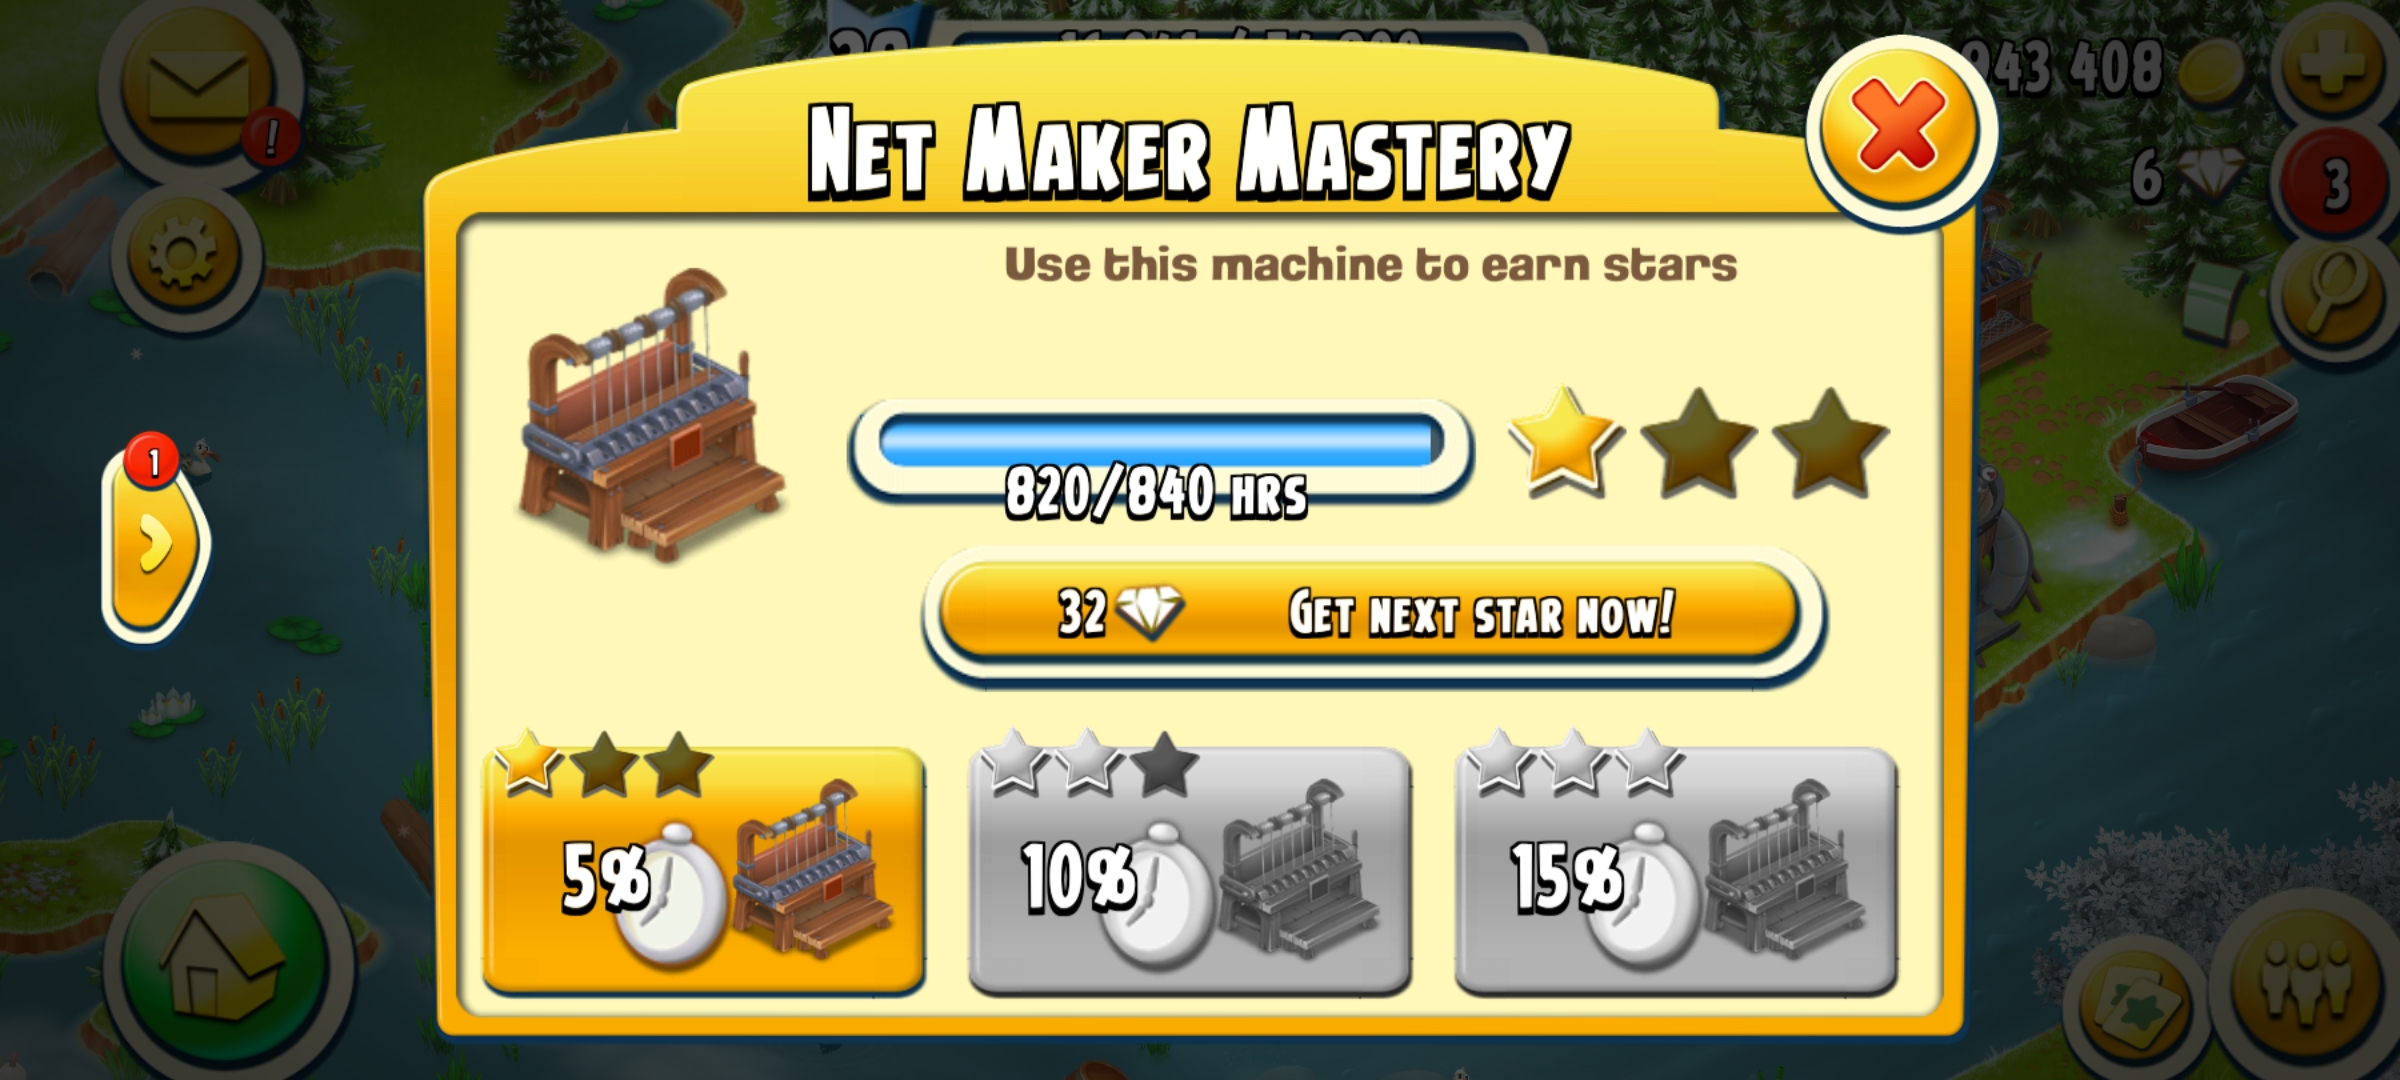 943 408
NET MAKER MASTERY
!
6
3
Use this machine to earn stars
1
820/840 HRS
32 GET NEXT STAR NOW!
5%
10%
15%